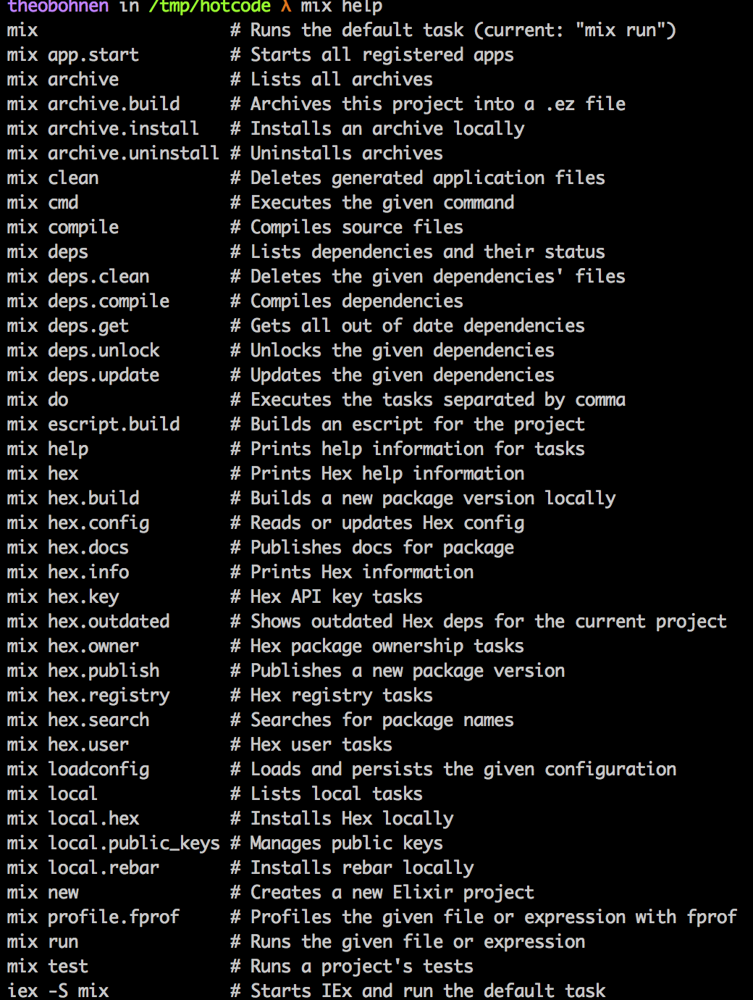 theobohnen in /tmp/hotcode λ mix help
mix                   # Runs the default task (current: "mix run")
mix app.start         # Starts all registered apps
mix archive           # Lists all archives
mix archive.build     # Archives this project into a .ez file
mix archive.install   # Installs an archive locally
mix archive.uninstall # Uninstalls archives
mix clean             # Deletes generated application files
mix cmd               # Executes the given command
mix compile           # Compiles source files
mix deps              # Lists dependencies and their status
mix deps.clean        # Deletes the given dependencies' files
mix deps.compile      # Compiles dependencies
mix deps.get          # Gets all out of date dependencies
mix deps.unlock       # Unlocks the given dependencies
mix deps.update       # Updates the given dependencies
mix do                # Executes the tasks separated by comma
mix escript.build     # Builds an escript for the project
mix help              # Prints help information for tasks
mix hex               # Prints Hex help information
mix hex.build         # Builds a new package version locally
mix hex.config        # Reads or updates Hex config
mix hex.docs          # Publishes docs for package
mix hex.info          # Prints Hex information
mix hex.key           # Hex API key tasks
mix hex.outdated      # Shows outdated Hex deps for the current project
mix hex.owner         # Hex package ownership tasks
mix hex.publish       # Publishes a new package version
mix hex.registry      # Hex registry tasks
mix hex.search        # Searches for package names
mix hex.user          # Hex user tasks
mix loadconfig        # Loads and persists the given configuration
mix local             # Lists local tasks
mix local.hex         # Installs Hex locally
mix local.public_keys # Manages public keys
mix local.rebar       # Installs rebar locally
mix new               # Creates a new Elixir project
mix profile.fprof     # Profiles the given file or expression with fprof
mix run               # Runs the given file or expression
mix test              # Runs a project's tests
iex -S mix            # Starts IEx and run the default task